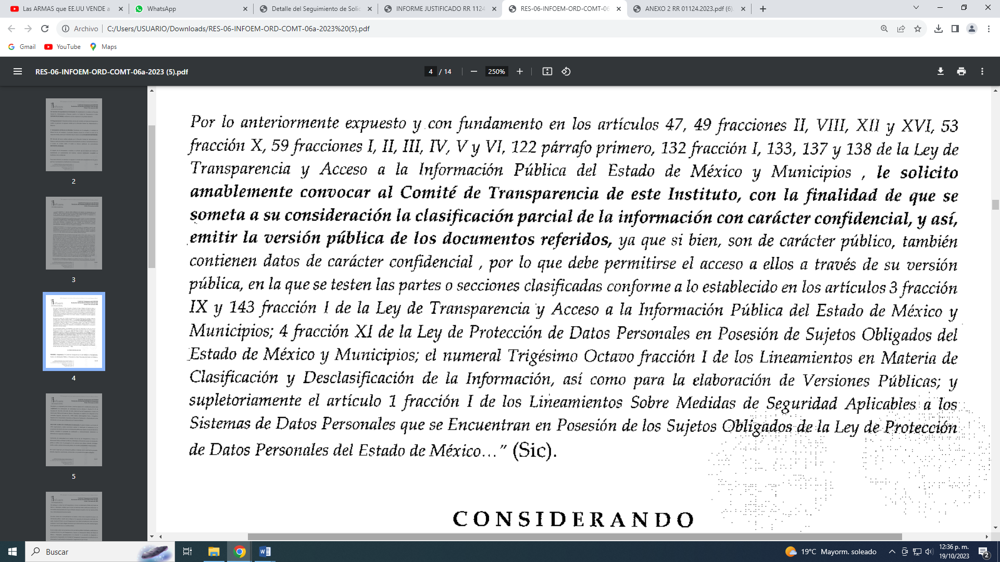 Las ARMAS que EE.UU VENDE a
WhatsApp
Detalle del Seguimiento de Solic
INFORME JUSTIFICADO RR 1124
RES-06-INFOEM-ORD-COMT-06
ANEXO 2 RR 01124.2023.pdf (6)
Archivo
C:/Users/USUARIO/Downloads/RES-06-INFOEM-ORD-COMT-06a-2023%20(5).pdf
Gmail
YouTube
Maps
RES-06-INFOEM-ORD-COMT-06a-2023 (5).pdf
4 / 14
250%
2
3
4
5
Por lo anteriormente expuesto y con fundamento en los artículos 47, 49 fracciones II, VIII, XII y XVI, 53
fracción X, 59 fracciones I, II, III, IV, V y VI, 122 párrafo primero, 132 fracción I, 133, 137 y 138 de la Ley de
Transparencia y Acceso a la Información Pública del Estado de México y Municipios , le solicito
amablemente convocar al Comité de Transparencia de este Instituto, con la finalidad de que se
someta a su consideración la clasificación parcial de la información con carácter confidencial, y así,
emitir la versión pública de los documentos referidos, ya que si bien, son de carácter público, también
contienen datos de carácter confidencial , por lo que debe permitirse el acceso a ellos a través de su versión
pública, en la que se testen las partes o secciones clasificadas conforme a lo establecido en los artículos 3 fracción
IX y 143 fracción I de la Ley de Transparencia y Acceso a la Información Pública del Estado de México y
Municipios; 4 fracción XI de la Ley de Protección de Datos Personales en Posesión de Sujetos Obligados del
Estado de México y Municipios; el numeral Trigésimo Octavo fracción I de los Lineamientos en Materia de
Clasificación y Desclasificación de la Información, así como para la elaboración de Versiones Públicas; y
supletoriamente el artículo 1 fracción I de los Lineamientos Sobre Medidas de Seguridad Aplicables a los
Sistemas de Datos Personales que se Encuentran en Posesión de los Sujetos Obligados de la Ley de Protección
de Datos Personales del Estado de México…" (Sic).
CONSIDERANDO
Buscar
19°C Mayorm. soleado
12:36 p. m.
19/10/2023
2